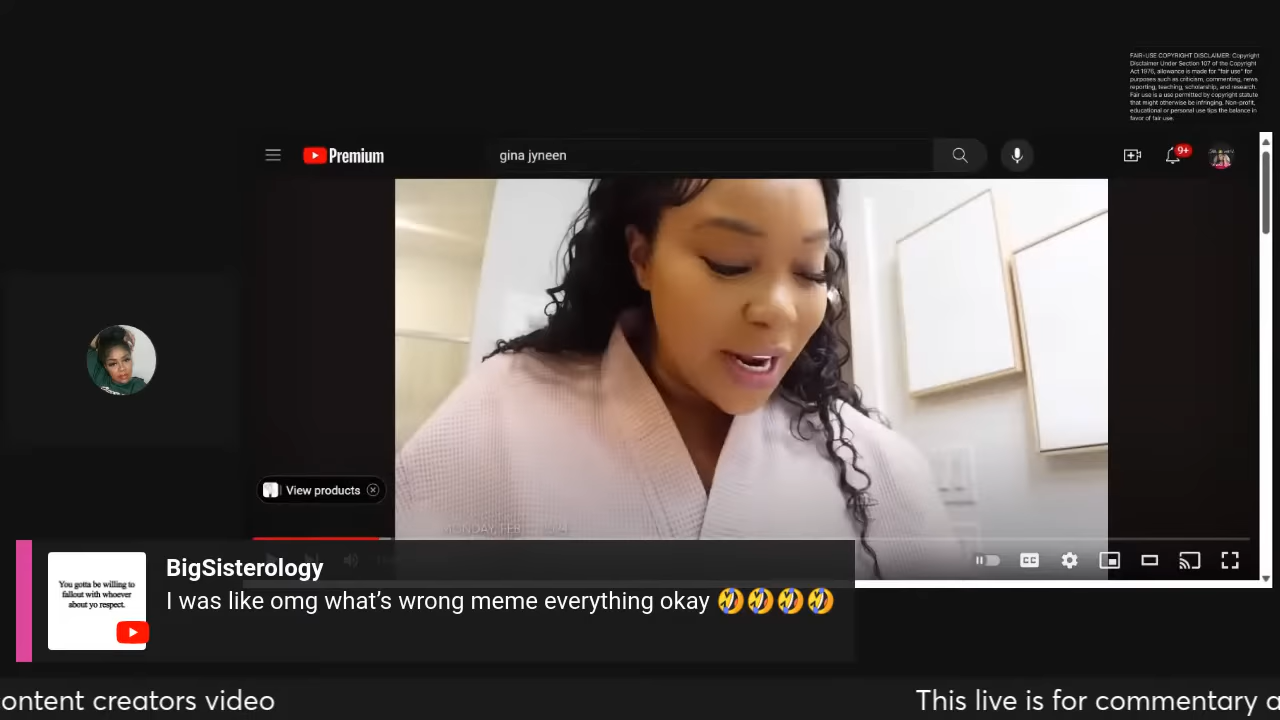 FAIR-USE COPYRIGHT DISCLAIMER: Copyright
Disclaimer Under Section 107 of the Copyright
Act 1976, allowance is made for "fair use" for
purposes such as criticism, commenting, news
reporting, teaching, scholarship, and research.
Fair use is a use permitted by copyright statute
that might otherwise be infringing. Non-profit,
educational or personal use tips the balance in
favor of fair use.
Premium
gina jyneen
9+
View products
MONDAY, FEB
CC
You gotta be willing to
fallout with whoever
about yo respect.
BigSisterology
I was like omg what's wrong meme everything okay 🤣🤣🤣🤣
ontent creators video
This live is for commentary a